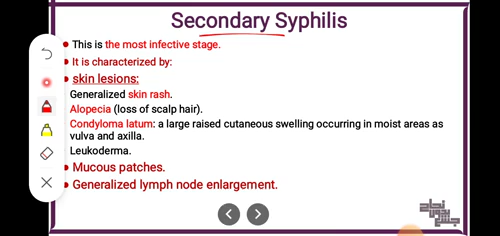 Secondary Syphilis
This is the most infective stage.
It is characterized by:
skin lesions:
Generalized skin rash.
Alopecia (loss of scalp hair).
Condyloma latum: a large raised cutaneous swelling occurring in moist areas as
vulva and axilla.
Leukoderma.
Mucous patches.
Generalized lymph node enlargement.